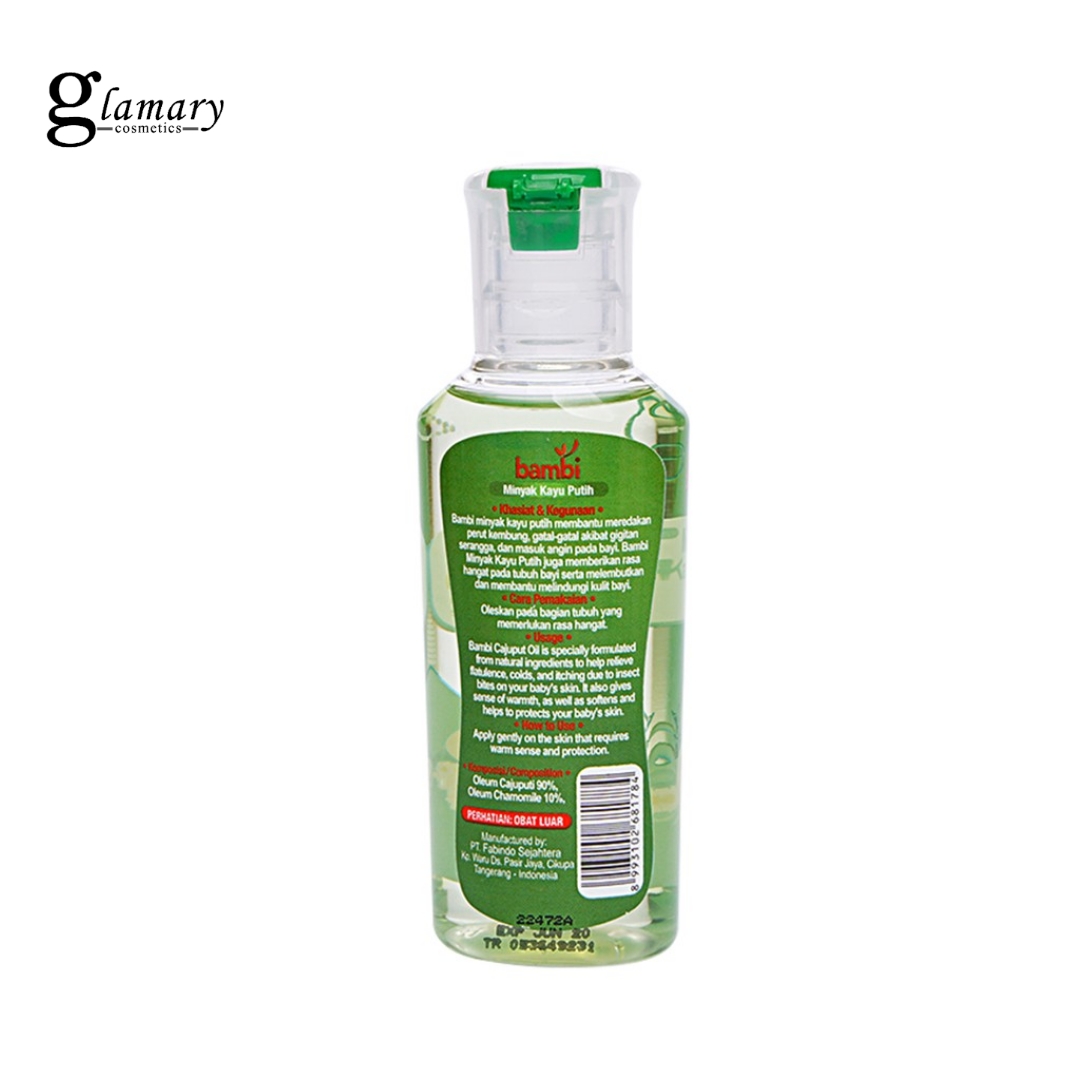 glamary
cosmetics
bambi
Minyak Kayu Putih
• Khasiat & Kegunaan •
Bambi minyak kayu putih membantu meredakan
perut kembung, gatal-gatal akibat gigitan
serangga, dan masuk angin pada bayi. Bambi
Minyak Kayu Putih juga memberikan rasa
hangat pada tubuh bayi serta melembutkan
dan membantu melindungi kulit bayi.
• Cara Pemakaian •
Oleskan pada bagian tubuh yang
memerlukan rasa hangat.
• Usage •
Bambi Cajuput Oil is specially formulated
from natural ingredients to help relieve
flatulence, colds, and itching due to insect
bites on your baby's skin. It also gives
sense of warmth, as well as softens and
helps to protects your baby's skin.
• How to Use •
Apply gently on the skin that requires
warm sense and protection.
• Komposisi/Composition •
Oleum Cajuputi 90%,
Oleum Chamomile 10%,
PERHATIAN: OBAT LUAR
Manufactured by:
PT. Fabindo Sejahtera
Kp. Waru Ds. Pasir Jaya, Cikupa
Tangerang - Indonesia
8 993102 681784
22472A
EXP JUN 20
TR 053649231